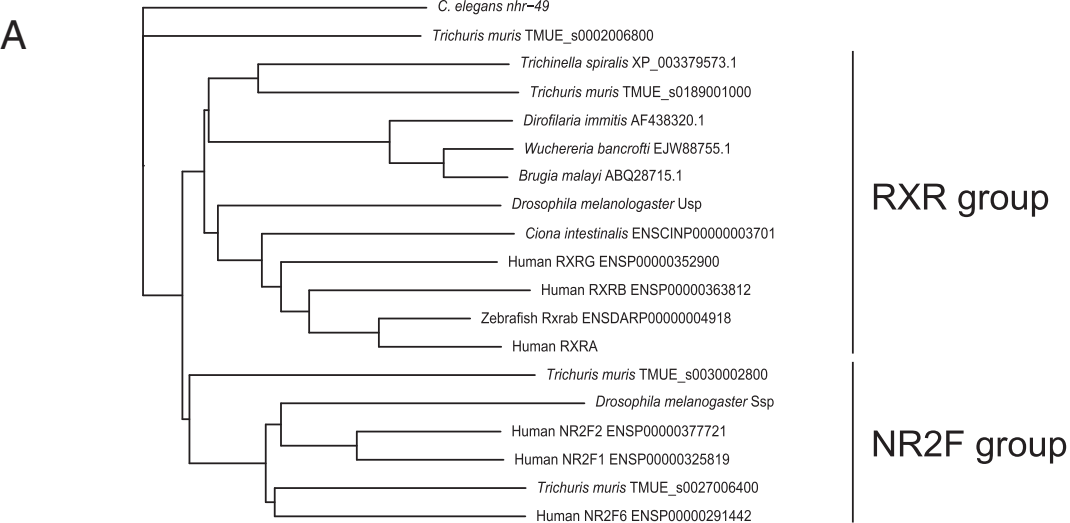 A
C. elegans nhr−49
Trichuris muris TMUE_s0002006800
Trichinella spiralis XP_003379573.1
Trichuris muris TMUE_s0189001000
Dirofilaria immitis AF438320.1
Wuchereria bancrofti EJW88755.1
Brugia malayi ABQ28715.1
RXR group
Drosophila melanologaster Usp
Ciona intestinalis ENSCINP00000003701
Human RXRG ENSP00000352900
Human RXRB ENSP00000363812
Zebrafish Rxrab ENSDARP00000004918
Human RXRA
Trichuris muris TMUE_s0030002800
Drosophila melanogaster Ssp
Human NR2F2 ENSP00000377721
NR2F group
Human NR2F1 ENSP00000325819
Trichuris muris TMUE_s0027006400
Human NR2F6 ENSP00000291442